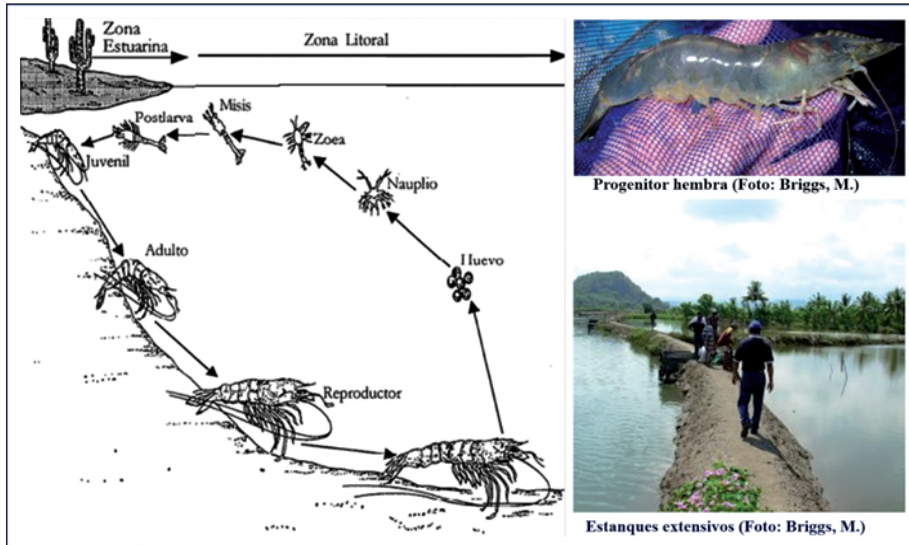 Zona
Estuarina
Zona Litoral
Misis
Postlarva
Zoea
Juvenil
Nauplio
Adulto
Huevo
Reproductor
Progenitor hembra (Foto: Briggs, M.)
Estanques extensivos (Foto: Briggs, M.)